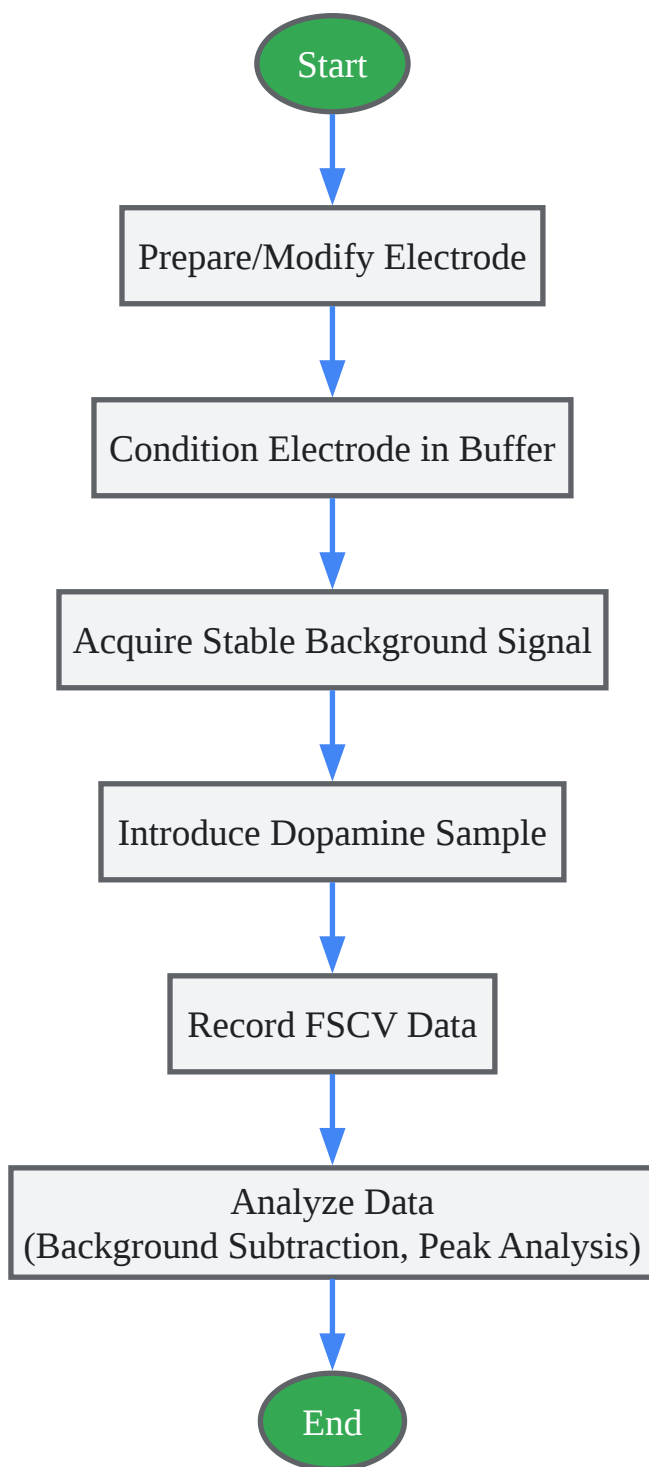 Start
Prepare/Modify Electrode
Condition Electrode in Buffer
Acquire Stable Background Signal
Introduce Dopamine Sample
Record FSCV Data
Analyze Data
(Background Subtraction, Peak Analysis)
End